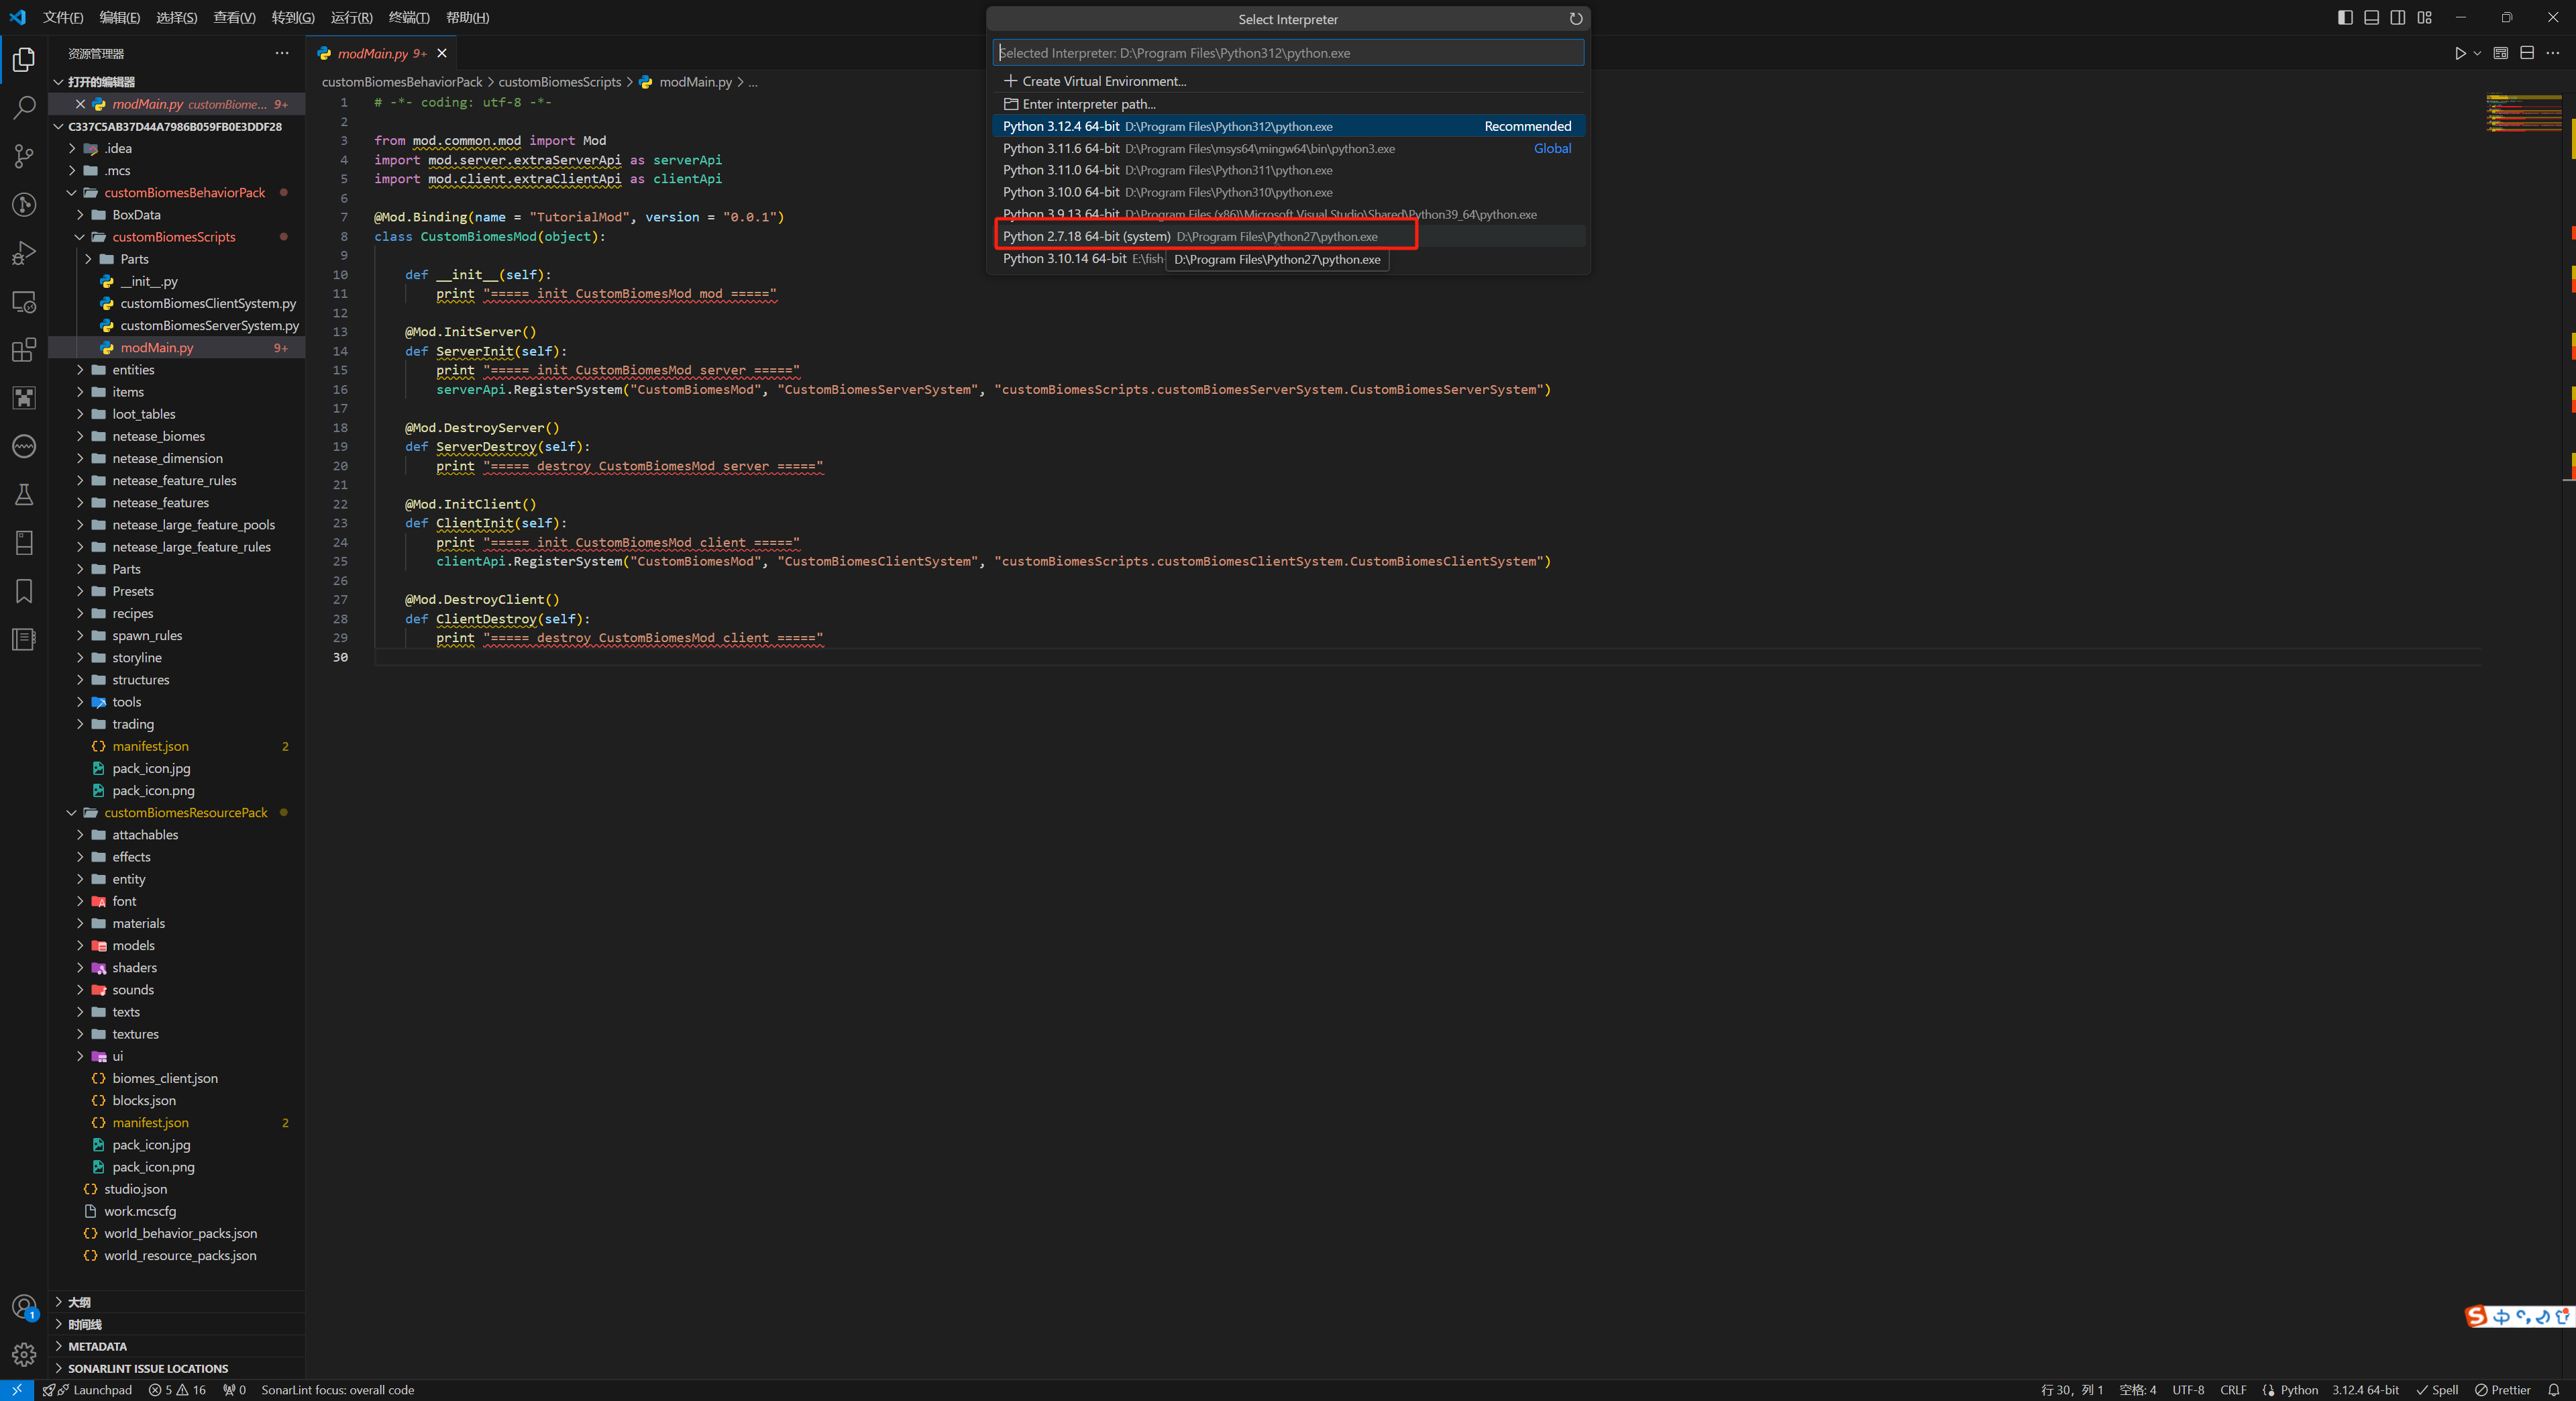 文件(F) 编辑(E) 选择(S) 查看(V) 转到(G) 运行(R) 终端(T) 帮助(H)
Select Interpreter
Selected Interpreter: D:\Program Files\Python312\python.exe
Create Virtual Environment...
Enter interpreter path...
Python 3.12.4 64-bit D:\Program Files\Python312\python.exe Recommended
Python 3.11.6 64-bit D:\Program Files\msys64\mingw64\bin\python3.exe Global
Python 3.11.0 64-bit D:\Program Files\Python311\python.exe
Python 3.10.0 64-bit D:\Program Files\Python310\python.exe
Python 3.9.13 64-bit D:\Program Files (x86)\Microsoft Visual Studio\Shared\Python39_64\python.exe
Python 2.7.18 64-bit (system) D:\Program Files\Python27\python.exe
Python 3.10.14 64-bit E:\fish-
D:\Program Files\Python27\python.exe
资源管理器
打开的编辑器
modMain.py customBiome... 9+
C337C5AB37D44A7986B059FB0E3DDF28
.idea
.mcs
customBiomesBehaviorPack
BoxData
customBiomesScripts
Parts
__init__.py
customBiomesClientSystem.py
customBiomesServerSystem.py
modMain.py 9+
entities
items
loot_tables
netease_biomes
netease_dimension
netease_feature_rules
netease_features
netease_large_feature_pools
netease_large_feature_rules
Parts
Presets
recipes
spawn_rules
storyline
structures
tools
trading
manifest.json 2
pack_icon.jpg
pack_icon.png
customBiomesResourcePack
attachables
effects
entity
font
materials
models
shaders
sounds
texts
textures
ui
biomes_client.json
blocks.json
manifest.json 2
pack_icon.jpg
pack_icon.png
studio.json
work.mcscfg
world_behavior_packs.json
world_resource_packs.json
大纲
时间线
METADATA
SONARLINT ISSUE LOCATIONS
modMain.py 9+
customBiomesBehaviorPack > customBiomesScripts > modMain.py > ...
1 # -*- coding: utf-8 -*-
2
3 from mod.common.mod import Mod
4 import mod.server.extraServerApi as serverApi
5 import mod.client.extraClientApi as clientApi
6
7 @Mod.Binding(name = "TutorialMod", version = "0.0.1")
8 class CustomBiomesMod(object):
9
10 def __init__(self):
11 print "===== init CustomBiomesMod mod ====="
12
13 @Mod.InitServer()
14 def ServerInit(self):
15 print "===== init CustomBiomesMod server ====="
16 serverApi.RegisterSystem("CustomBiomesMod", "CustomBiomesServerSystem", "customBiomesScripts.customBiomesServerSystem.CustomBiomesServerSystem")
17
18 @Mod.DestroyServer()
19 def ServerDestroy(self):
20 print "===== destroy CustomBiomesMod server ====="
21
22 @Mod.InitClient()
23 def ClientInit(self):
24 print "===== init CustomBiomesMod client ====="
25 clientApi.RegisterSystem("CustomBiomesMod", "CustomBiomesClientSystem", "customBiomesScripts.customBiomesClientSystem.CustomBiomesClientSystem")
26
27 @Mod.DestroyClient()
28 def ClientDestroy(self):
29 print "===== destroy CustomBiomesMod client ====="
30
中
1
Launchpad 5 16 0 SonarLint focus: overall code
行 30，列 1 空格: 4 UTF-8 CRLF Python 3.12.4 64-bit Spell Prettier